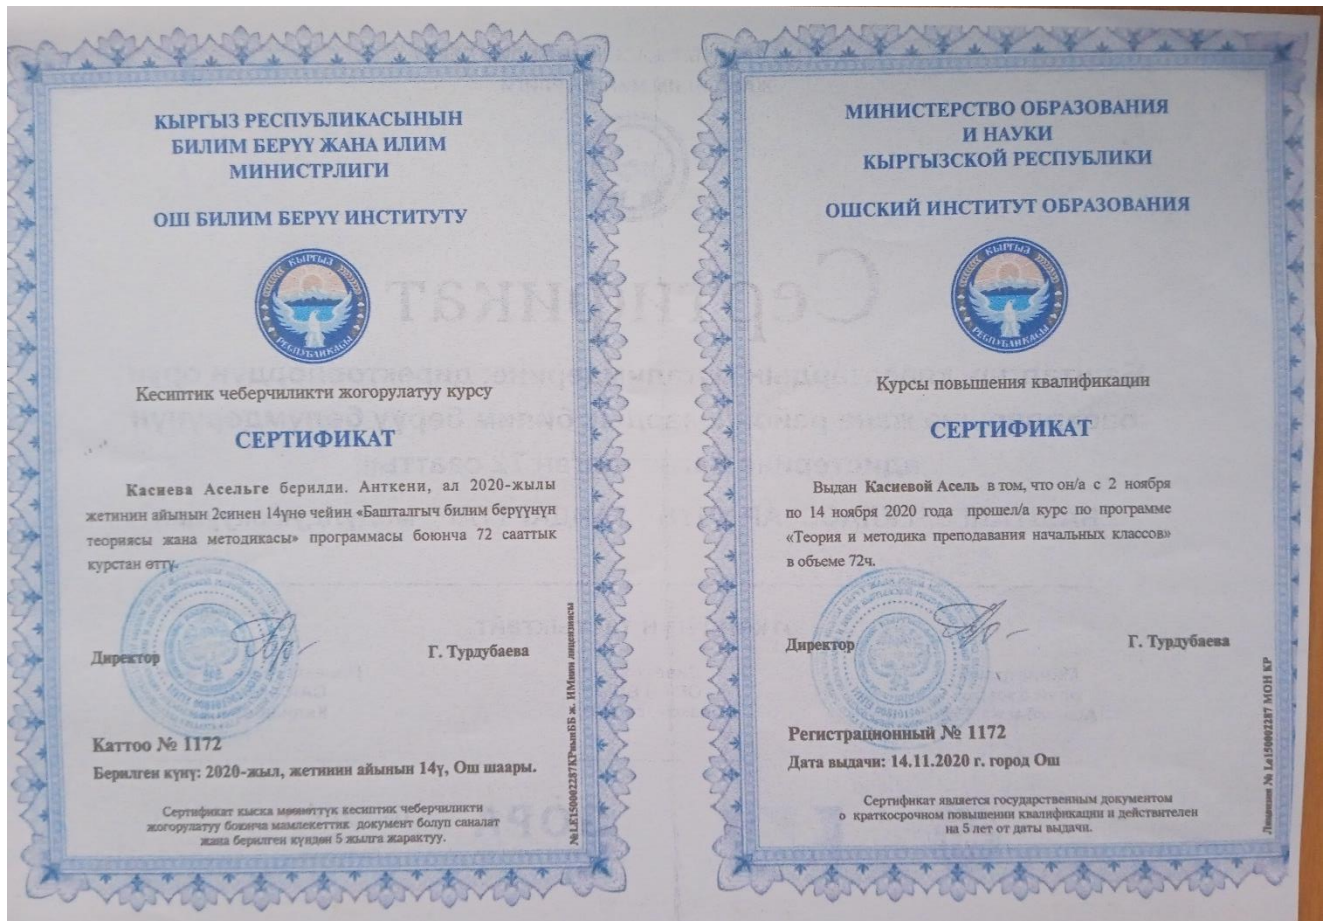 КЫРГЫЗ РЕСПУБЛИКАСЫНЫН
БИЛИМ БЕРҮҮ ЖАНА ИЛИМ
МИНИСТРЛИГИ
ОШ БИЛИМ БЕРҮҮ ИНСТИТУТУ
КЫРГЫЗ
РЕСПУБЛИКАСЫ
Кесиптик чеберчиликти жогорулатуу курсу
СЕРТИФИКАТ
Касиева Асельге берилди. Анткени, ал 2020-жылы
жетинин айынын 2синен 14үнө чейин «Башталгыч билим берүүнүн
теориясы жана методикасы» программасы боюнча 72 сааттык
курстан өттү.
Директор
Г. Турдубаева
Каттоо № 1172
Берилген күнү: 2020-жыл, жетинин айынын 14ү, Ош шаары.
Сертификат кыска мөөнөттүк кесиптик чеберчиликти
жогорулатуу боюнча мамлекеттик документ болуп саналат
жана берилген күндөн 5 жылга жарактуу.
№LE150002287КРнынББ ж. ИМнин лицензиясы
МИНИСТЕРСТВО ОБРАЗОВАНИЯ
И НАУКИ
КЫРГЫЗСКОЙ РЕСПУБЛИКИ
ОШСКИЙ ИНСТИТУТ ОБРАЗОВАНИЯ
КЫРГЫЗ
РЕСПУБЛИКАСЫ
Курсы повышения квалификации
СЕРТИФИКАТ
Выдан Касиевой Асель в том, что он/а с 2 ноября
по 14 ноября 2020 года прошел/а курс по программе
«Теория и методика преподавания начальных классов»
в объеме 72ч.
Директор
Г. Турдубаева
Регистрационный № 1172
Дата выдачи: 14.11.2020 г. город Ош
Сертификат является государственным документом
о краткосрочном повышении квалификации и действителен
на 5 лет от даты выдачи.
Лицензия № Le150002287 МОН КР